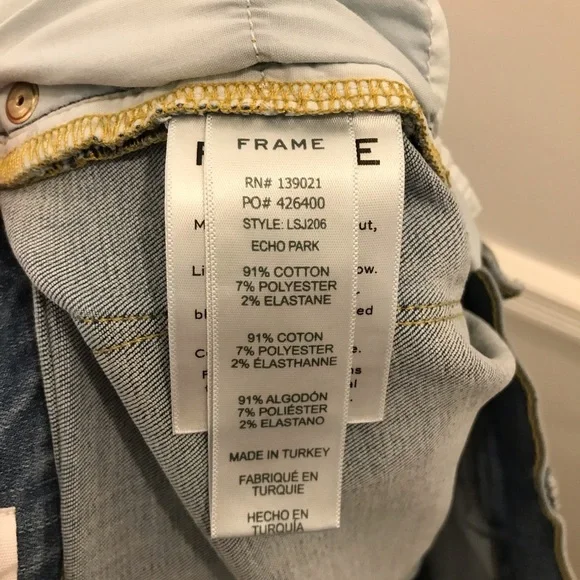 FRAME
RN# 139021
PO# 426400
STYLE: LSJ206
ECHO PARK
91% COTTON
7% POLYESTER
2% ELASTANE
91% COTON
7% POLYESTER
2% ÉLASTHANNE
91% ALGODÓN
7% POLIÉSTER
2% ELASTANO
MADE IN TURKEY
FABRIQUÉ EN
TURQUIE
HECHO EN
TURQUÍA